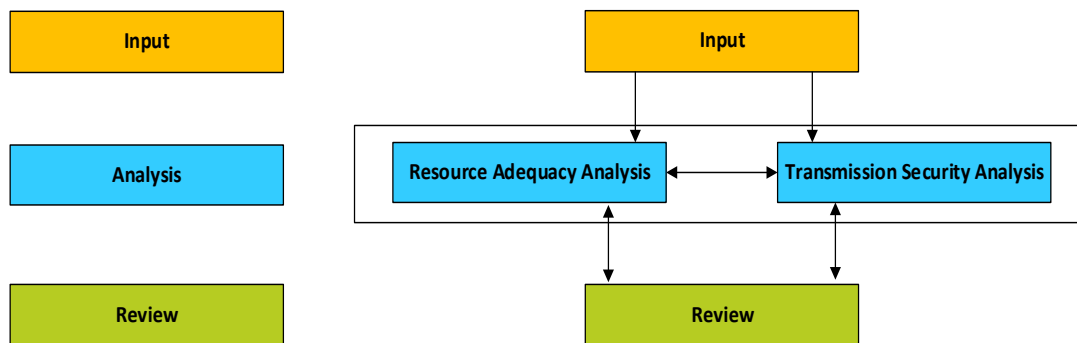 Input
Input
Analysis
Resource Adequacy Analysis
Transmission Security Analysis
Review
Review